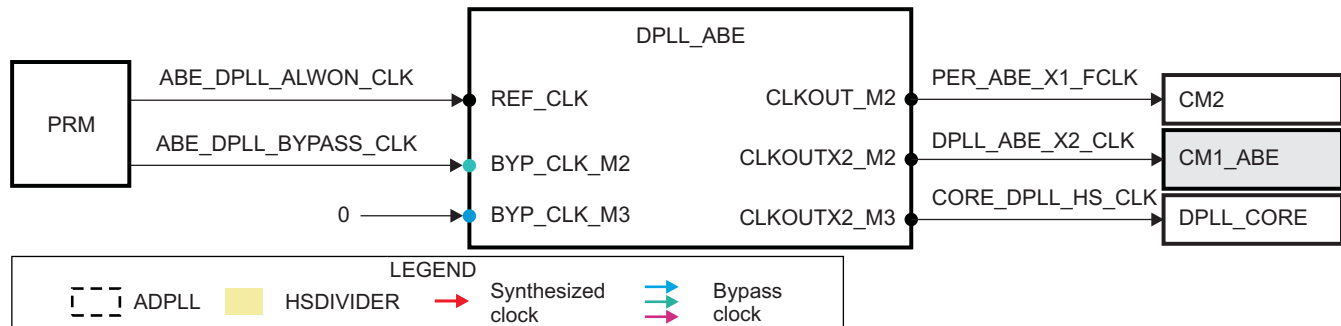 DPLL_ABE
PRM
ABE_DPLL_ALWON_CLK
REF_CLK
CLKOUT_M2
PER_ABE_X1_FCLK
CM2
ABE_DPLL_BYPASS_CLK
BYP_CLK_M2
CLKOUTX2_M2
DPLL_ABE_X2_CLK
CM1_ABE
0
BYP_CLK_M3
CLKOUTX2_M3
CORE_DPLL_HS_CLK
DPLL_CORE
LEGEND
ADPLL
HSDIVIDER
Synthesized
clock
Bypass
clock